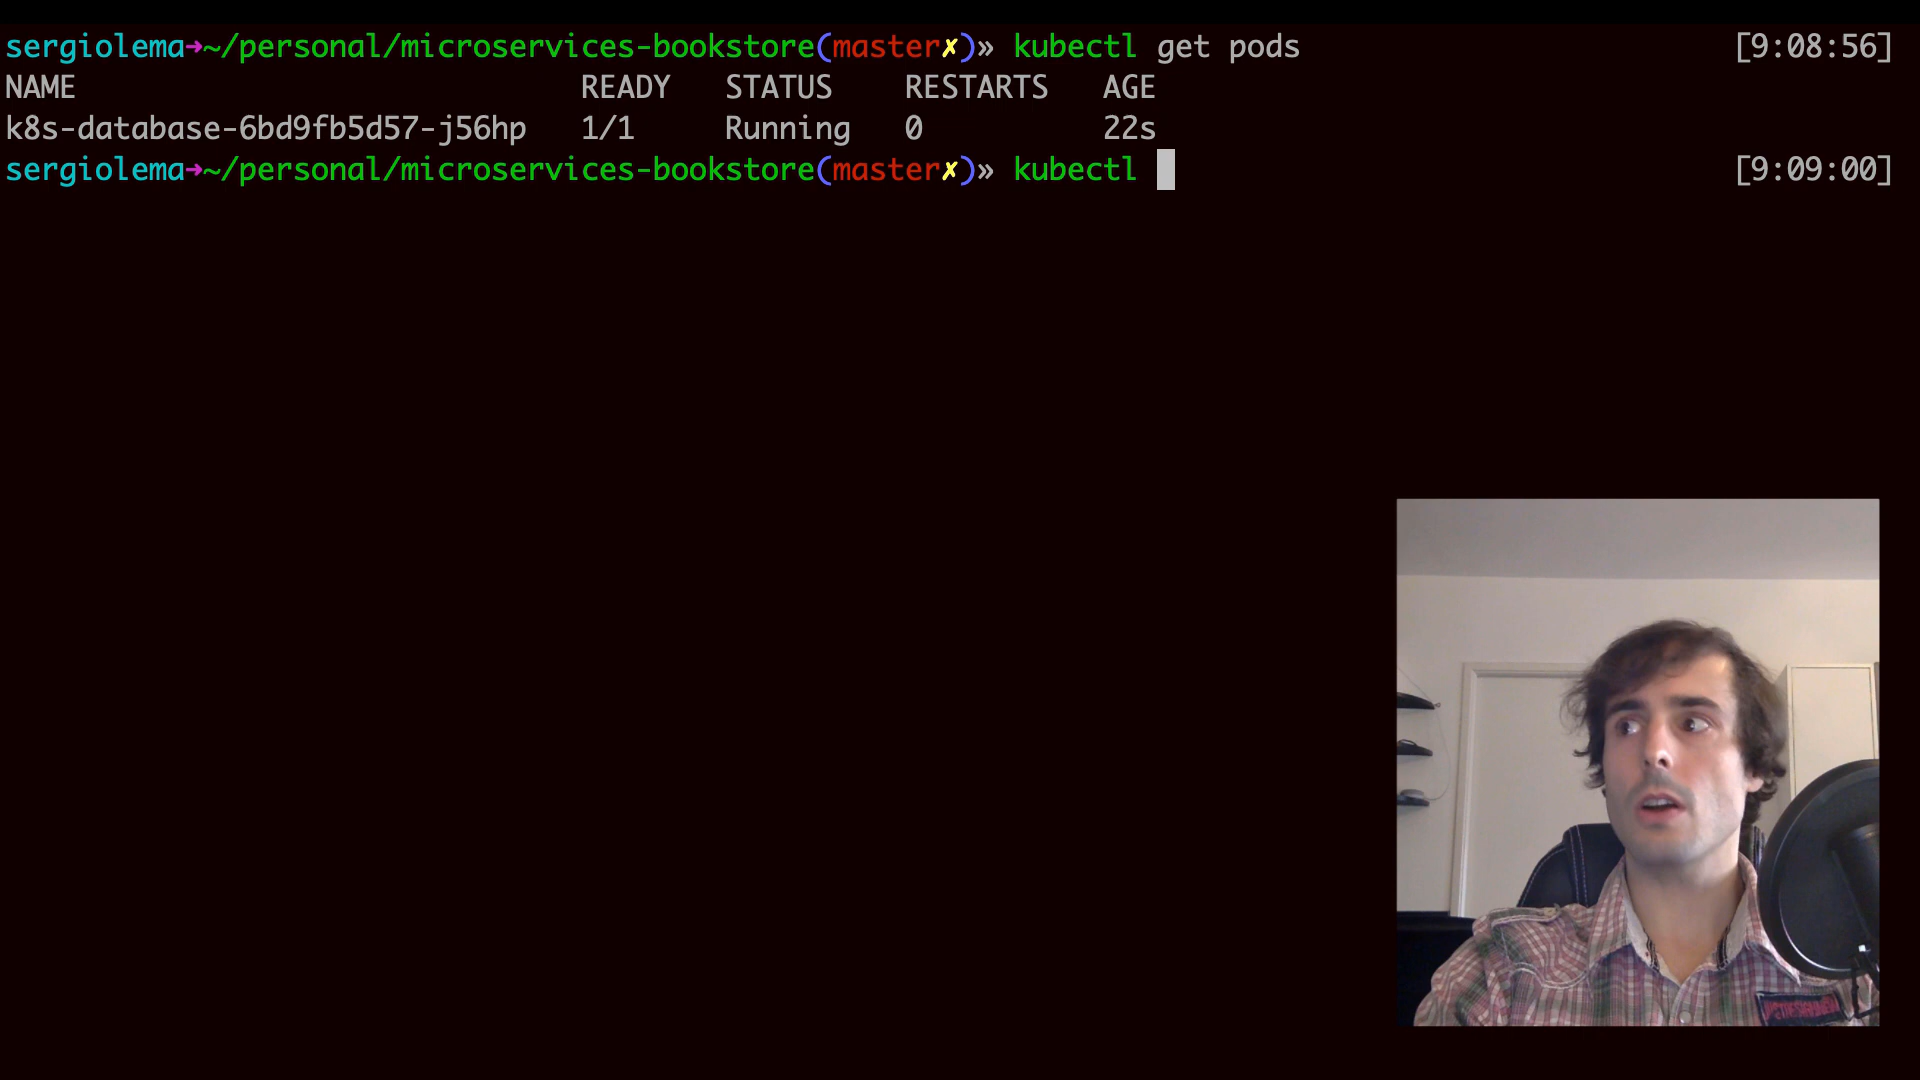 sergiolema➜~/personal/microservices-bookstore(master✗)» kubectl get pods [9:08:56]
NAME READY STATUS RESTARTS AGE
k8s-database-6bd9fb5d57-j56hp 1/1 Running 0 22s
sergiolema➜~/personal/microservices-bookstore(master✗)» kubectl [9:09:00]